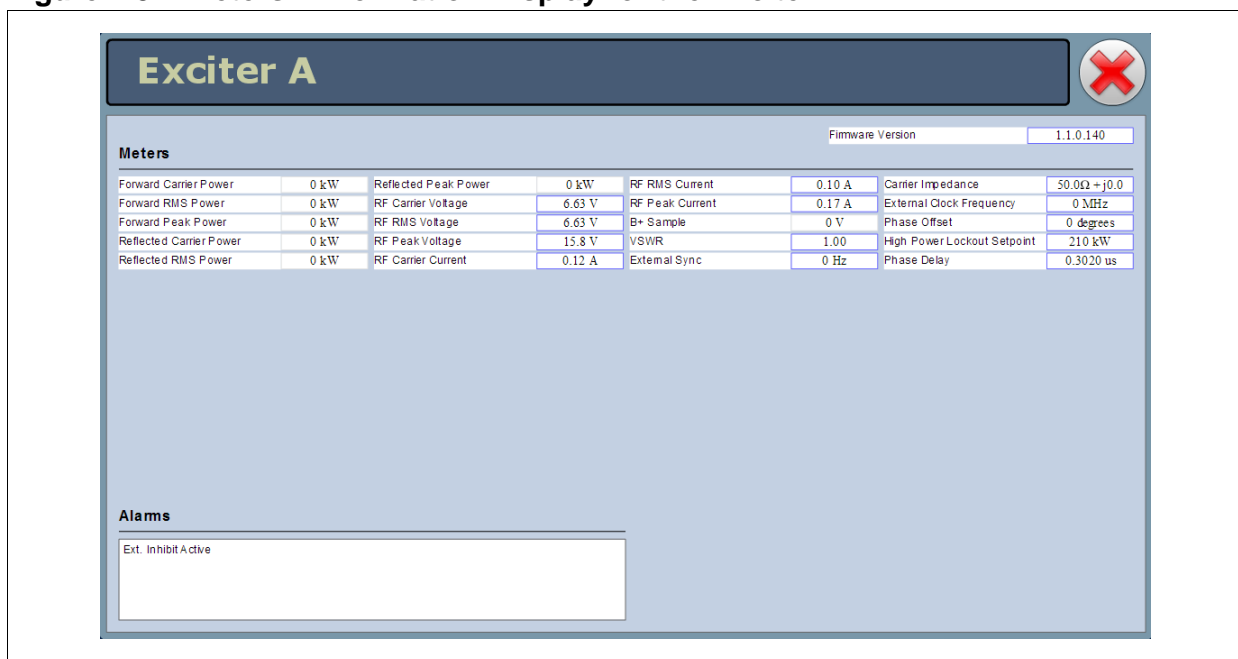 Exciter A
Firmware Version 1.1.0.140
Meters
Forward Carrier Power 0 kW Reflected Peak Power 0 kW RF RMS Current 0.10 A Carrier Impedance 50.0Ω +j0.0
Forward RMS Power 0 kW RF Carrier Voltage 6.63 V RF Peak Current 0.17 A External Clock Frequency 0 MHz
Forward Peak Power 0 kW RF RMS Voltage 6.63 V B+ Sample 0 V Phase Offset 0 degrees
Reflected Carrier Power 0 kW RF Peak Voltage 15.8 V VSWR 1.00 High Power Lockout Setpoint 210 kW
Reflected RMS Power 0 kW RF Carrier Current 0.12 A External Sync 0 Hz Phase Delay 0.3020 us
Alarms
Ext. Inhibit Active